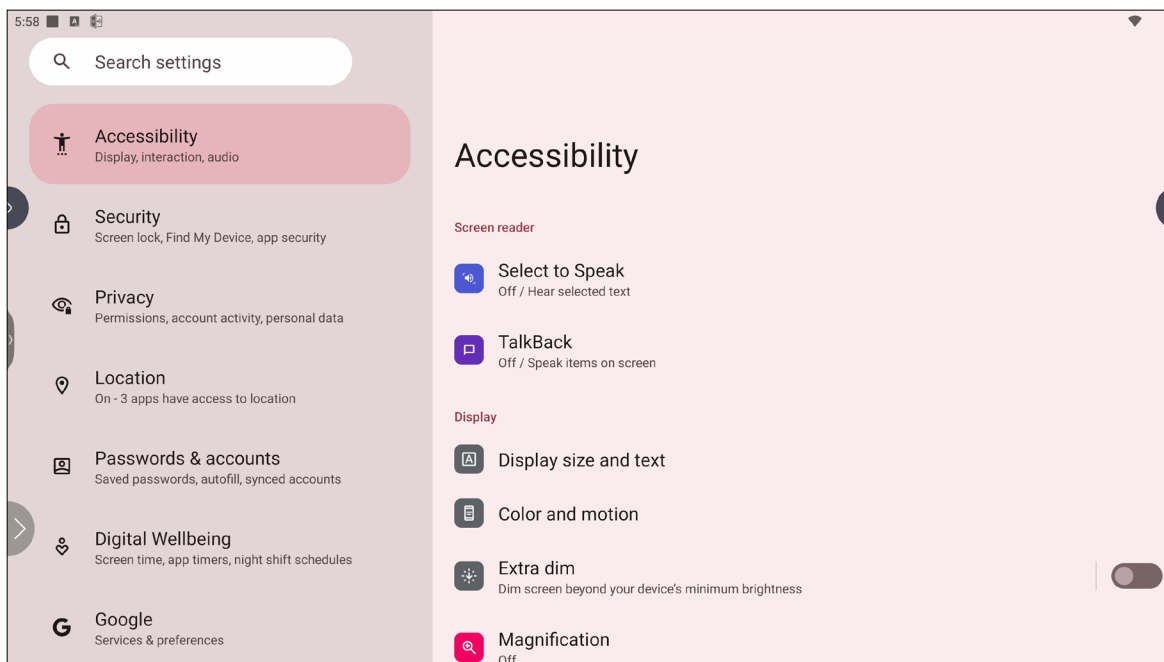 5:58
Search settings
Accessibility
Display, interaction, audio
Security
Screen lock, Find My Device, app security
Privacy
Permissions, account activity, personal data
Location
On - 3 apps have access to location
Passwords & accounts
Saved passwords, autofill, synced accounts
Digital Wellbeing
Screen time, app timers, night shift schedules
Google
Services & preferences
Accessibility
Screen reader
Select to Speak
Off / Hear selected text
TalkBack
Off / Speak items on screen
Display
Display size and text
Color and motion
Extra dim
Dim screen beyond your device's minimum brightness
Magnification
Off